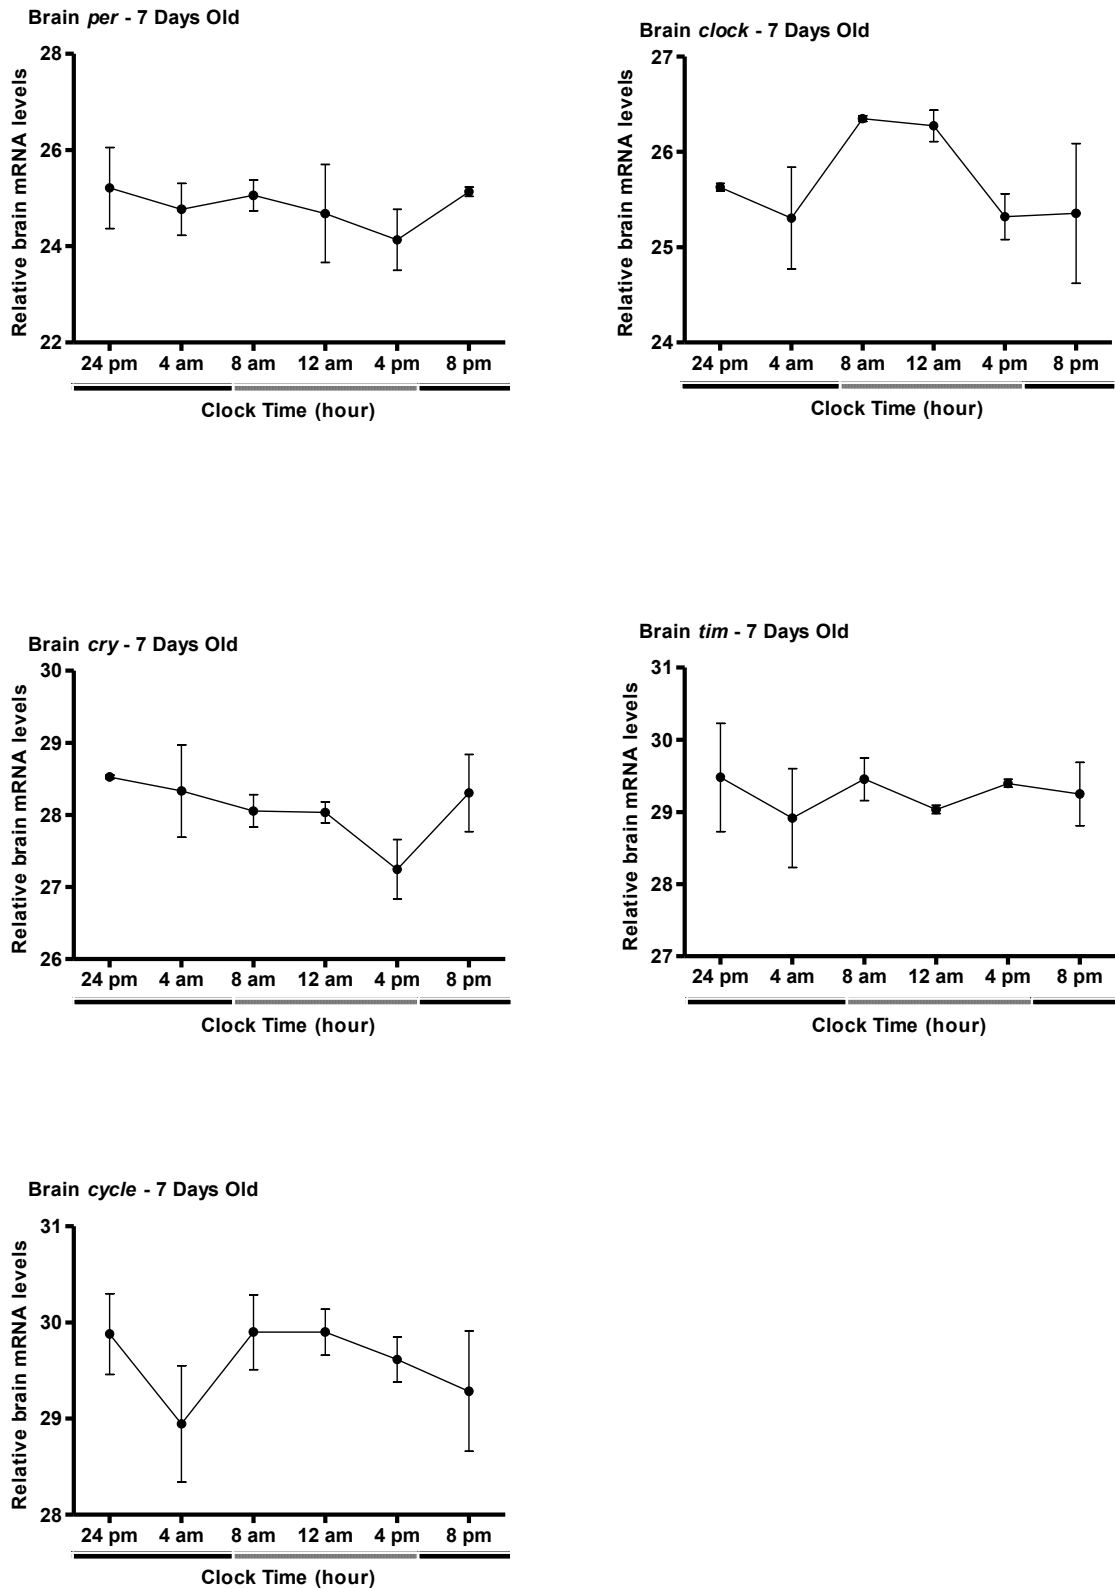 Brain per - 7 Days Old
Relative brain mRNA levels
28
26
24
22
24 pm 4 am 8 am 12 am 4 pm 8 pm
Clock Time (hour)
Brain clock - 7 Days Old
Relative brain mRNA levels
27
26
25
24
24 pm 4 am 8 am 12 am 4 pm 8 pm
Clock Time (hour)
Brain cry - 7 Days Old
Relative brain mRNA levels
30
29
28
27
26
24 pm 4 am 8 am 12 am 4 pm 8 pm
Clock Time (hour)
Brain tim - 7 Days Old
Relative brain mRNA levels
31
30
29
28
27
24 pm 4 am 8 am 12 am 4 pm 8 pm
Clock Time (hour)
Brain cycle - 7 Days Old
Relative brain mRNA levels
31
30
29
28
24 pm 4 am 8 am 12 am 4 pm 8 pm
Clock Time (hour)